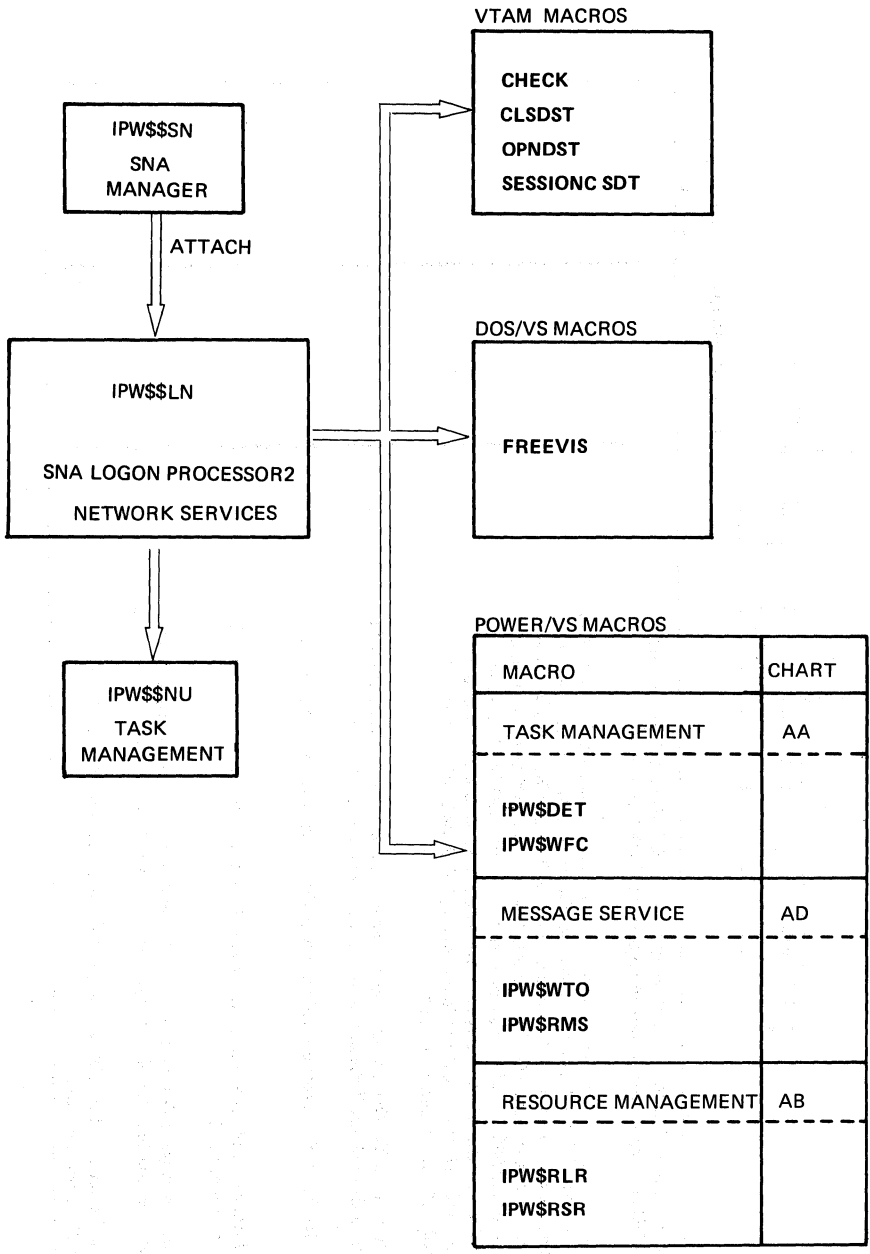 VTAM MACROS
CHECK
CLSDST
OPNDST
SESSIONC SDT
IPW$$SN
SNA
MANAGER
ATTACH
IPW$$LN
SNA LOGON PROCESSOR2
NETWORK SERVICES
IPW$$NU
TASK
MANAGEMENT
DOS/VS MACROS
FREEVIS
POWER/VS MACROS
MACRO CHART
TASK MANAGEMENT AA
IPW$DET
IPW$WFC
MESSAGE SERVICE AD
IPW$WTO
IPW$RMS
RESOURCE MANAGEMENT AB
IPW$RLR
IPW$RSR